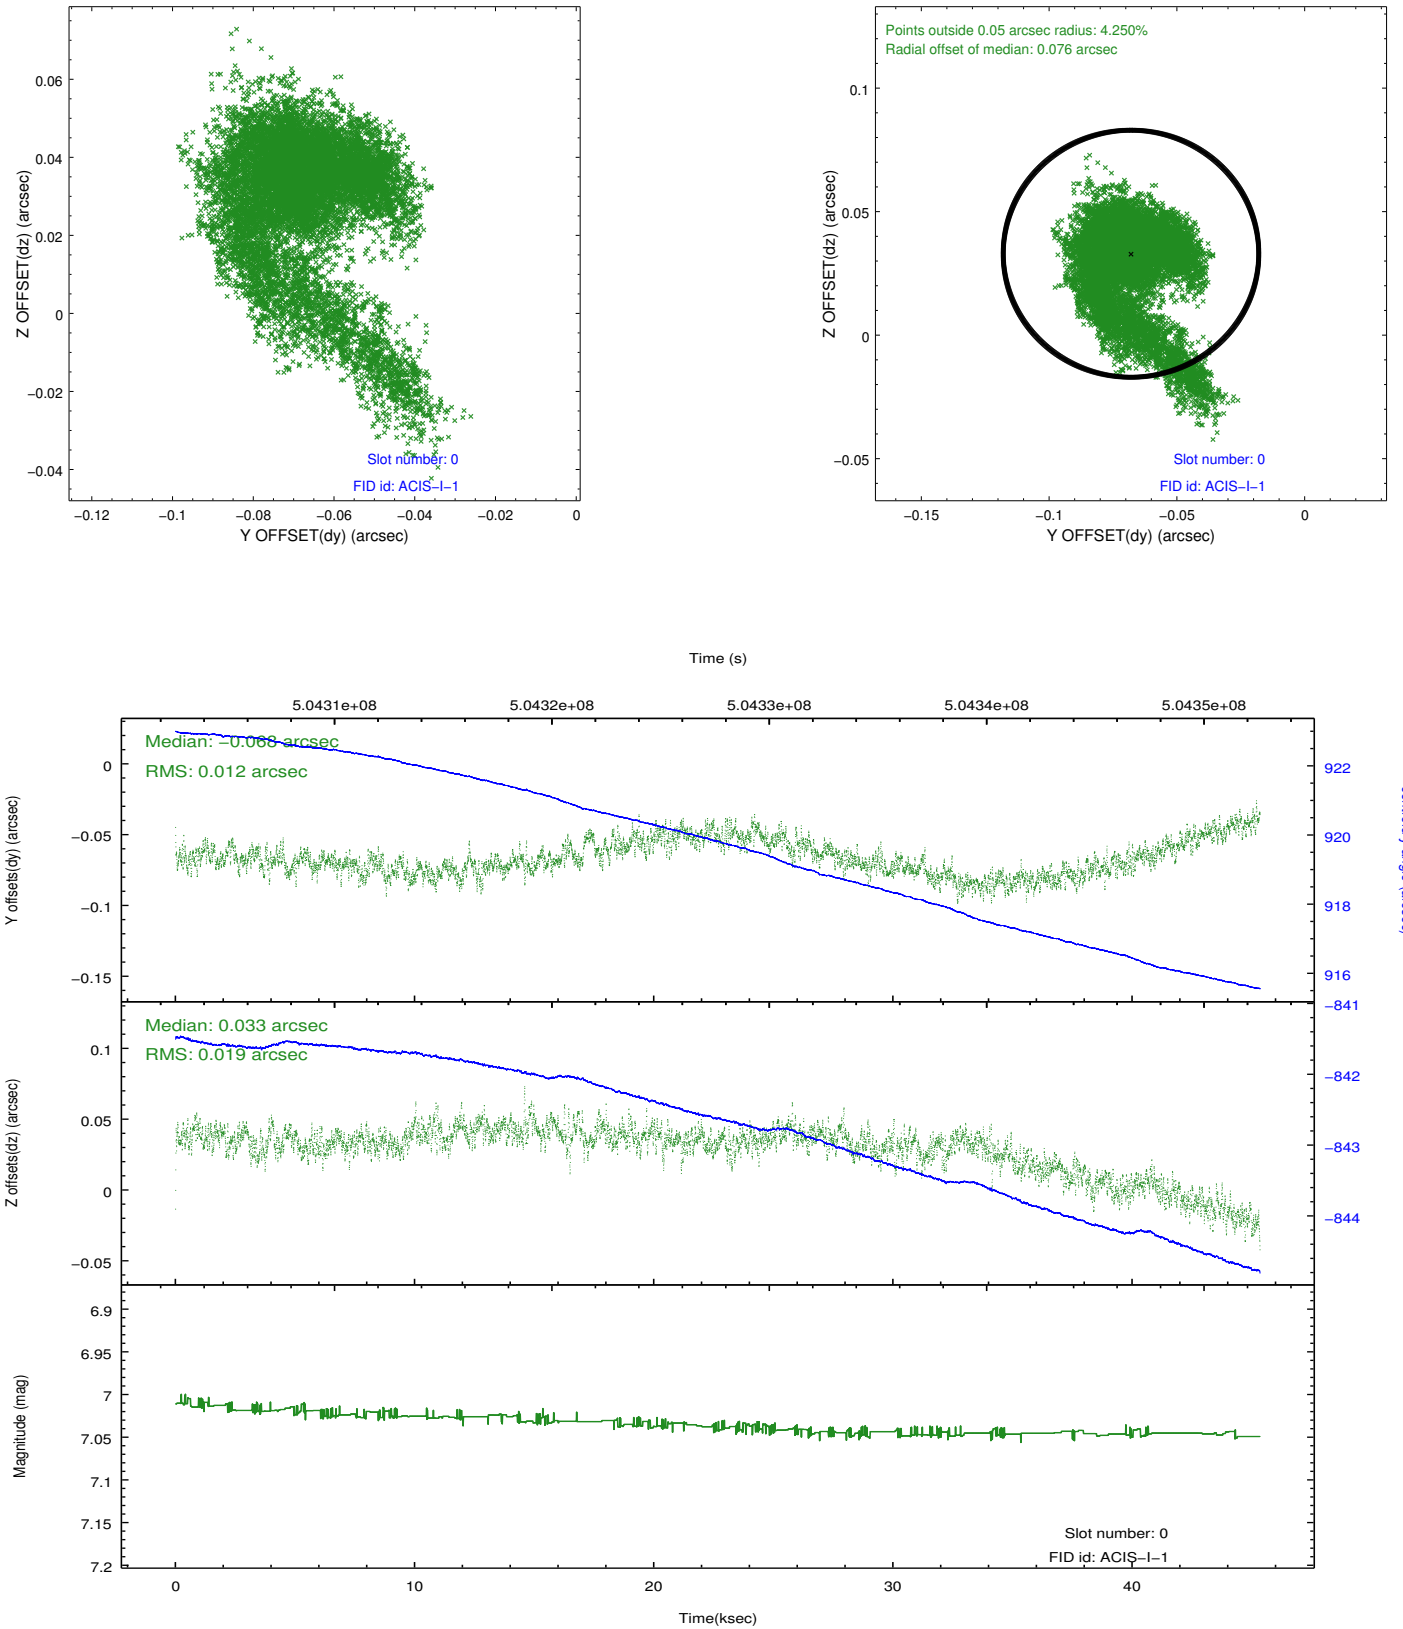 0.06
0.04
0.02
0
−0.02
−0.04
Z OFFSET(dz) (arcsec)
Slot number: 0
FID id: ACIS−I−1
−0.12
−0.1
−0.08
−0.06
−0.04
−0.02
0
Y OFFSET(dy) (arcsec)
Points outside 0.05 arcsec radius: 4.250%
Radial offset of median: 0.076 arcsec
0.1
0.05
0
−0.05
Z OFFSET(dz) (arcsec)
Slot number: 0
FID id: ACIS−I−1
−0.15
−0.1
−0.05
0
Y OFFSET(dy) (arcsec)
Time (s)
5.0431e+08
5.0432e+08
5.0433e+08
5.0434e+08
5.0435e+08
Median: −0.068 arcsec
RMS: 0.012 arcsec
0
−0.05
−0.1
−0.15
Y offsets(dy) (arcsec)
922
920
918
916
Median: 0.033 arcsec
RMS: 0.019 arcsec
0.1
0.05
0
−0.05
Z offsets(dz) (arcsec)
−841
−842
−843
−844
6.9
6.95
7
7.05
7.1
7.15
7.2
Magnitude (mag)
Slot number: 0
FID id: ACIS−I−1
0
10
20
30
40
Time(ksec)